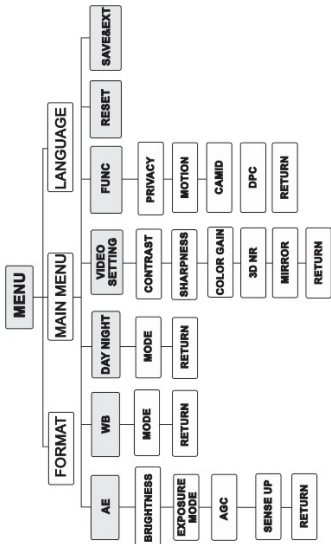 MENU
FORMAT
MAIN MENU
LANGUAGE
AE
WB
DAY NIGHT
VIDEO
SETTING
FUNC
RESET
SAVE&EXT
BRIGHTNESS
EXPOSURE
MODE
AGC
SENSE UP
RETURN
MODE
RETURN
MODE
RETURN
CONTRAST
SHARPNESS
COLOR GAIN
3D NR
MIRROR
RETURN
PRIVACY
MOTION
CAMID
DPC
RETURN